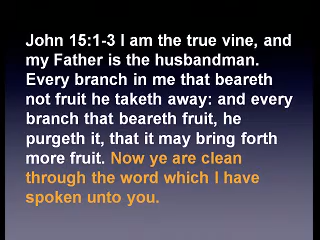 John 15:1-3 I am the true vine, and
my Father is the husbandman.
Every branch in me that beareth
not fruit he taketh away: and every
branch that beareth fruit, he
purgeth it, that it may bring forth
more fruit. Now ye are clean
through the word which I have
spoken unto you.